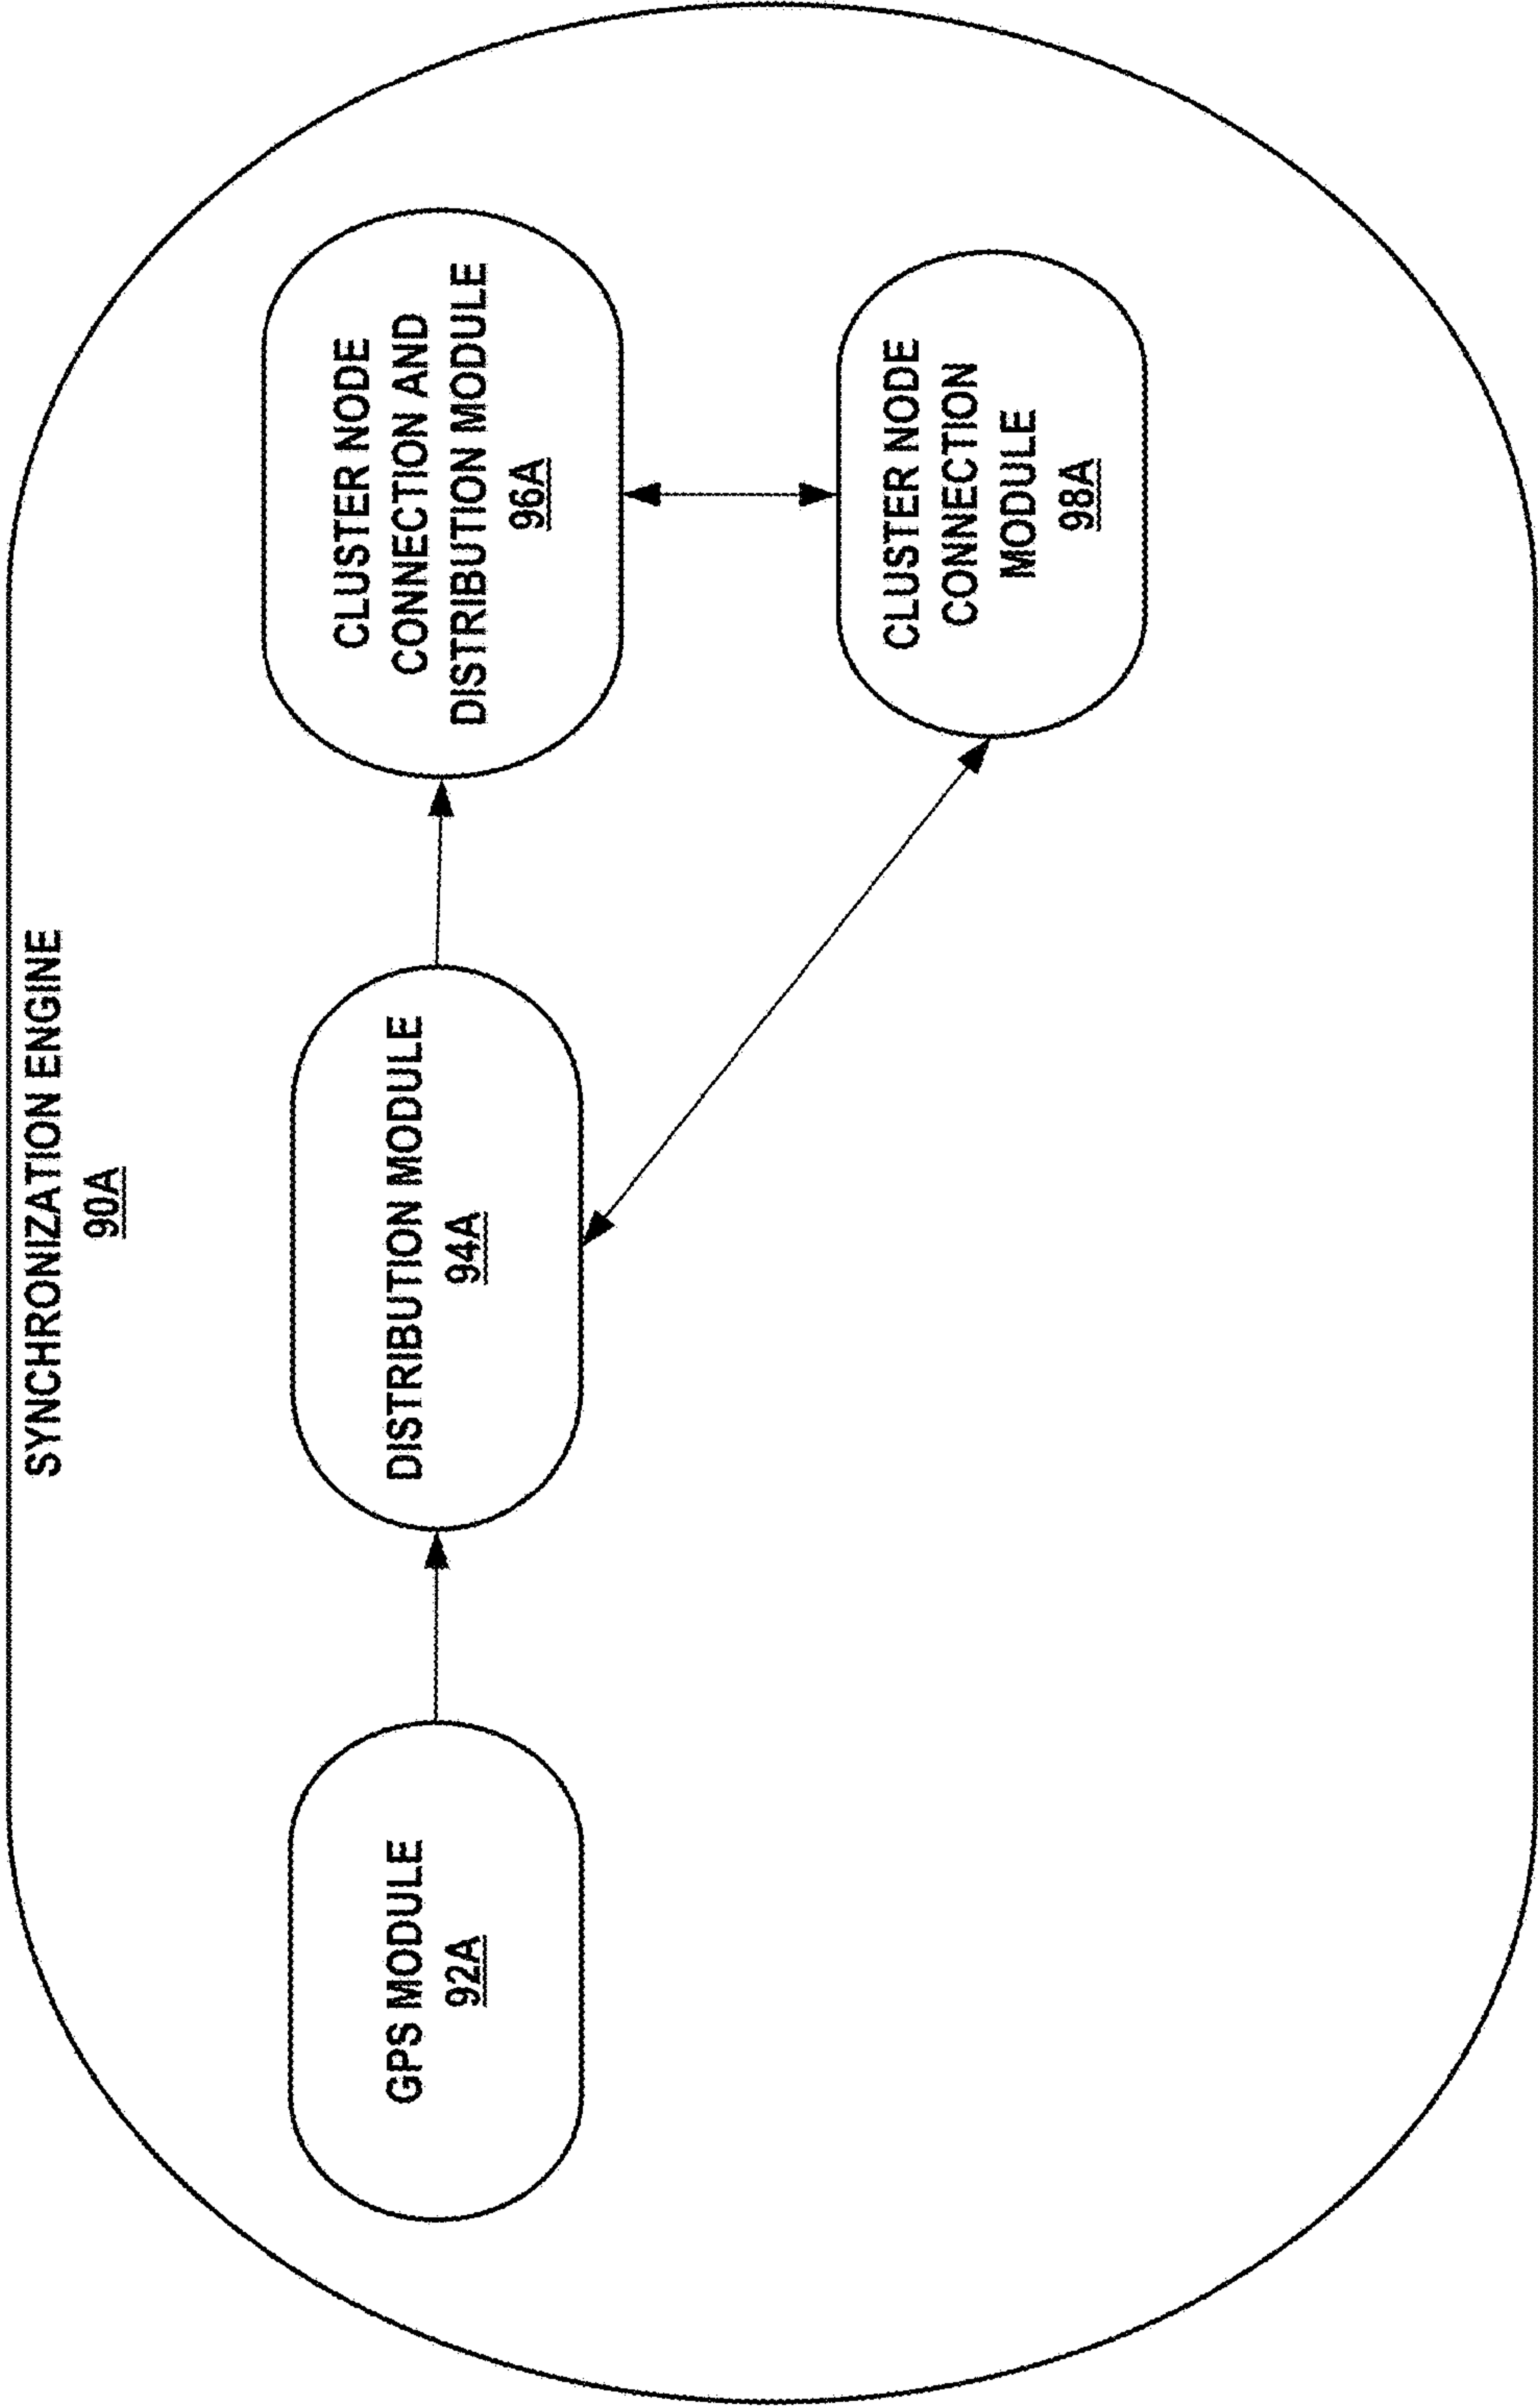 SYNCHRONIZATION ENGINE
90A
GPS MODULE
92A
DISTRIBUTION MODULE
94A
CLUSTER NODE
CONNECTION AND
DISTRIBUTION MODULE
96A
CLUSTER NODE
CONNECTION
MODULE
98A